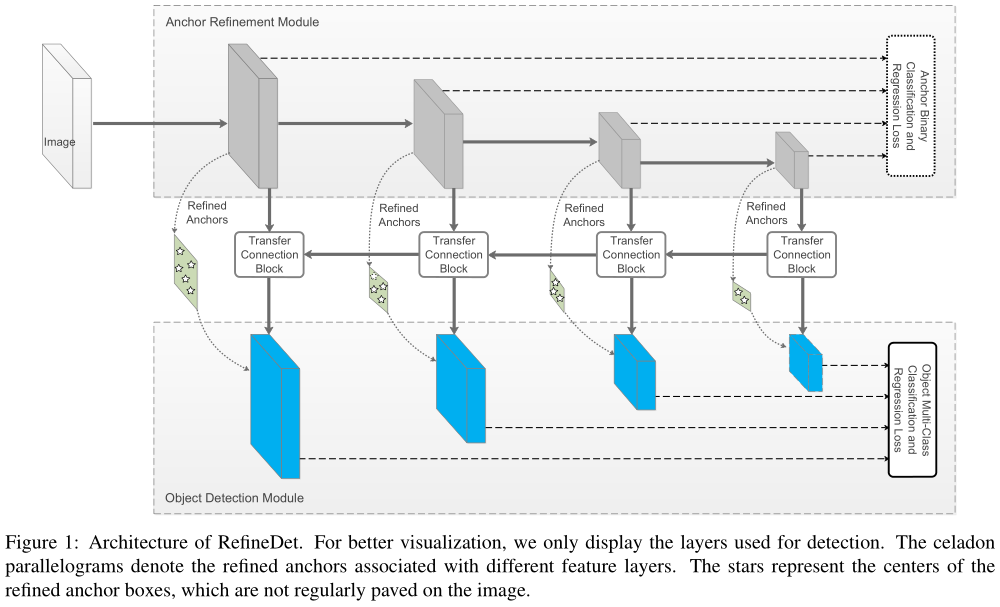 Anchor Refinement Module
Image
Anchor Binary
Classification and
Regression Loss
Refined
Anchors
Refined
Anchors
Refined
Anchors
Refined
Anchors
Transfer
Connection
Block
Transfer
Connection
Block
Transfer
Connection
Block
Transfer
Connection
Block
Object Multi-Class
Classification and
Regression Loss
Object Detection Module
Figure 1: Architecture of RefineDet. For better visualization, we only display the layers used for detection. The celadon
parallelograms denote the refined anchors associated with different feature layers. The stars represent the centers of the
refined anchor boxes, which are not regularly paved on the image.